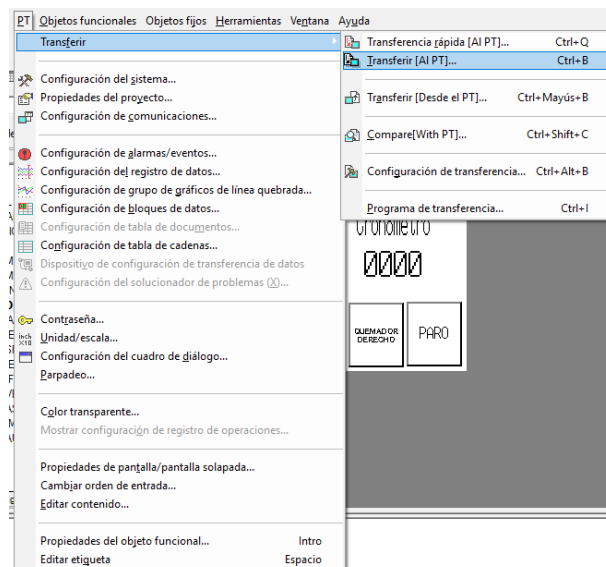 PT Objetos funcionales Objetos fijos Herramientas Ventana Ayuda
Transferir
Transferencia rápida [Al PT]... Ctrl+Q
Transferir [Al PT]... Ctrl+B
Transferir [Desde el PT]... Ctrl+Mayús+B
Compare[With PT]... Ctrl+Shift+C
Configuración de transferencia... Ctrl+Alt+B
Programa de transferencia... Ctrl+I
Configuración del sistema...
Propiedades del proyecto...
Configuración de comunicaciones...
Configuración de alarmas/eventos...
Configuración del registro de datos...
Configuración de grupo de gráficos de línea quebrada...
Configuración de bloques de datos...
Configuración de tabla de documentos...
Configuración de tabla de cadenas...
Dispositivo de configuración de transferencia de datos
Configuración del solucionador de problemas (X)...
Contraseña...
inch
X10
Unidad/escala...
Configuración del cuadro de diálogo...
Parpadeo...
Color transparente...
Mostrar configuración de registro de operaciones...
Propiedades de pantalla/pantalla solapada...
Cambiar orden de entrada...
Editar contenido...
Propiedades del objeto funcional... Intro
Editar etiqueta Espacio
Cronometro
0000
QUEMADOR
DERECHO
PARO